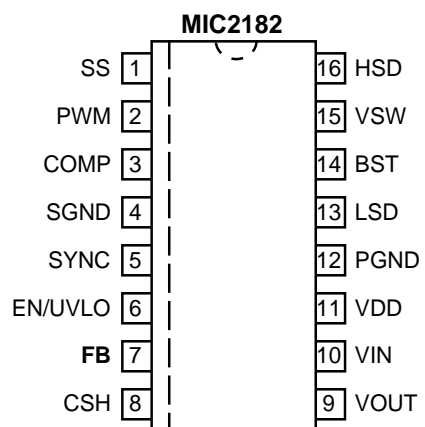 MIC2182
SS 1 16 HSD
PWM 2 15 VSW
COMP 3 14 BST
SGND 4 13 LSD
SYNC 5 12 PGND
EN/UVLO 6 11 VDD
FB 7 10 VIN
CSH 8 9 VOUT